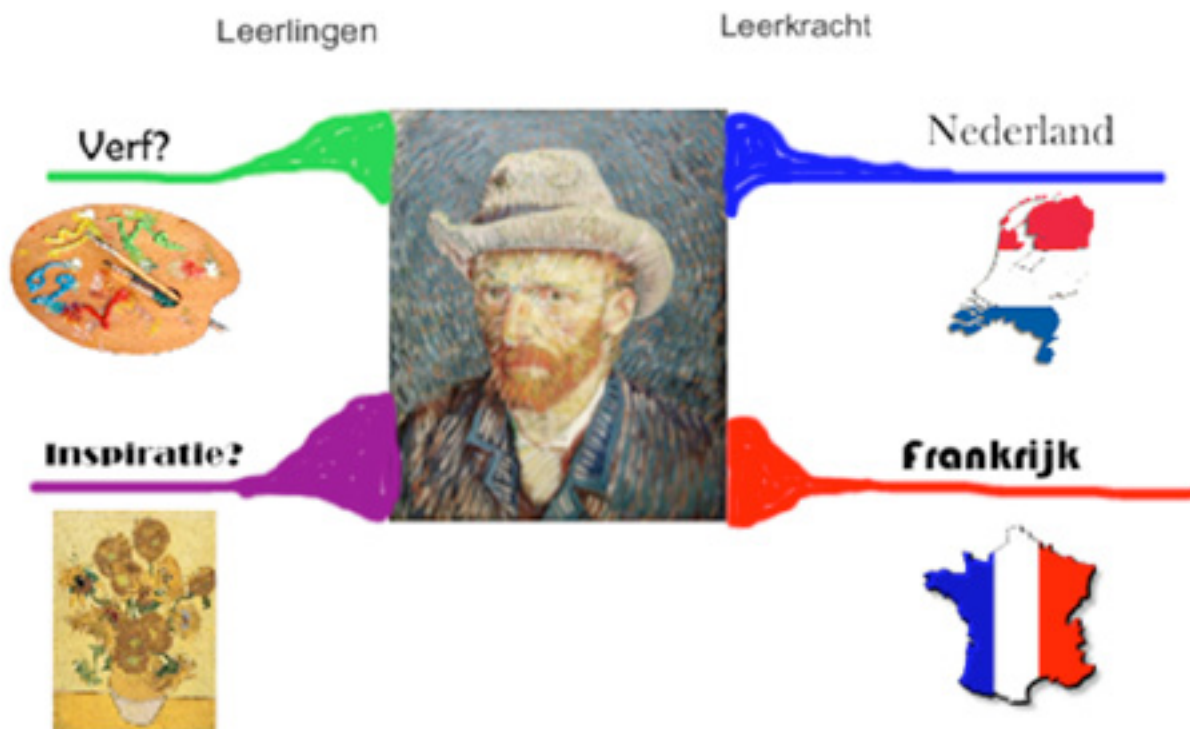 Leerlingen
Leerkracht
Verf?
Nederland
Inspiratie?
Frankrijk